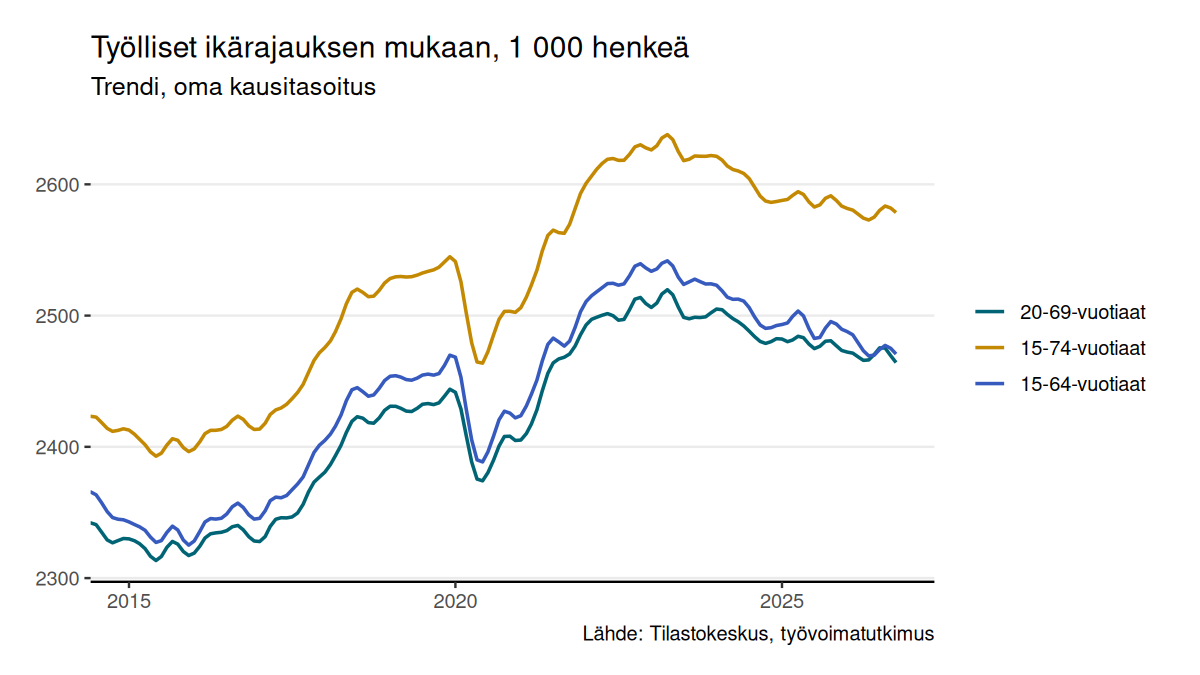 Työlliset ikärajauksen mukaan, 1 000 henkeä
Trendi, oma kausitasoitus
2600
2500
2400
2300
2015
2020
2025
20-69-vuotiaat
15-74-vuotiaat
15-64-vuotiaat
Lähde: Tilastokeskus, työvoimatutkimus